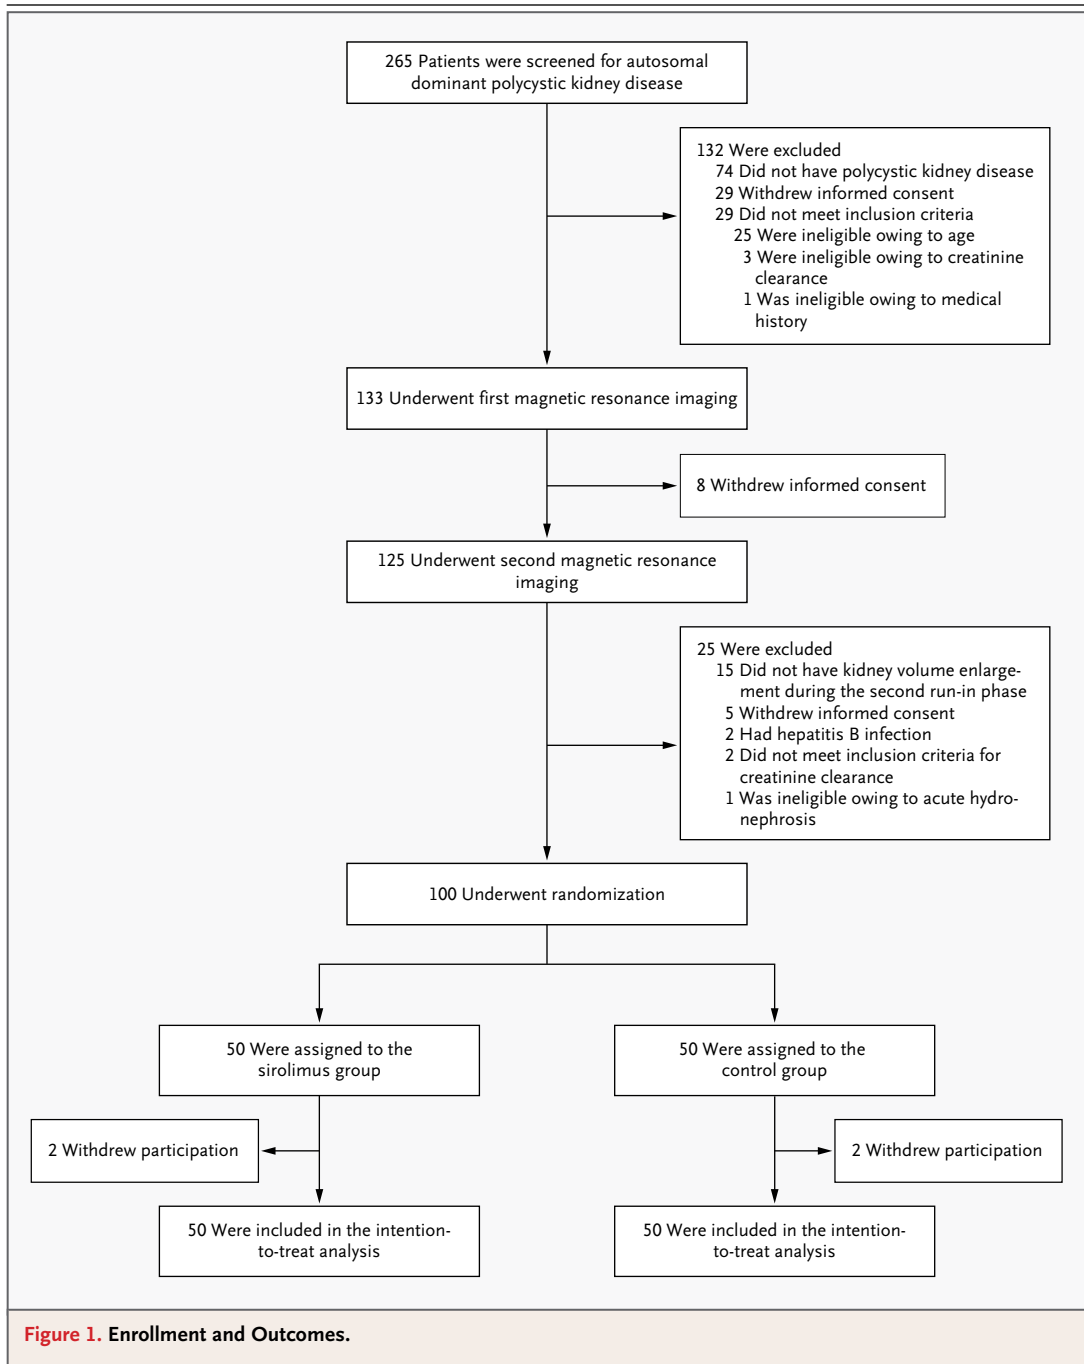 265 Patients were screened for autosomal
dominant polycystic kidney disease
132 Were excluded
74 Did not have polycystic kidney disease
29 Withdrew informed consent
29 Did not meet inclusion criteria
25 Were ineligible owing to age
3 Were ineligible owing to creatinine
clearance
1 Was ineligible owing to medical
history
133 Underwent first magnetic resonance imaging
8 Withdrew informed consent
125 Underwent second magnetic resonance
imaging
25 Were excluded
15 Did not have kidney volume enlarge-
ment during the second run-in phase
5 Withdrew informed consent
2 Had hepatitis B infection
2 Did not meet inclusion criteria for
creatinine clearance
1 Was ineligible owing to acute hydro-
nephrosis
100 Underwent randomization
50 Were assigned to the
sirolimus group
50 Were assigned to the
control group
2 Withdrew participation
2 Withdrew participation
50 Were included in the intention-
to-treat analysis
50 Were included in the intention-
to-treat analysis
Figure 1. Enrollment and Outcomes.